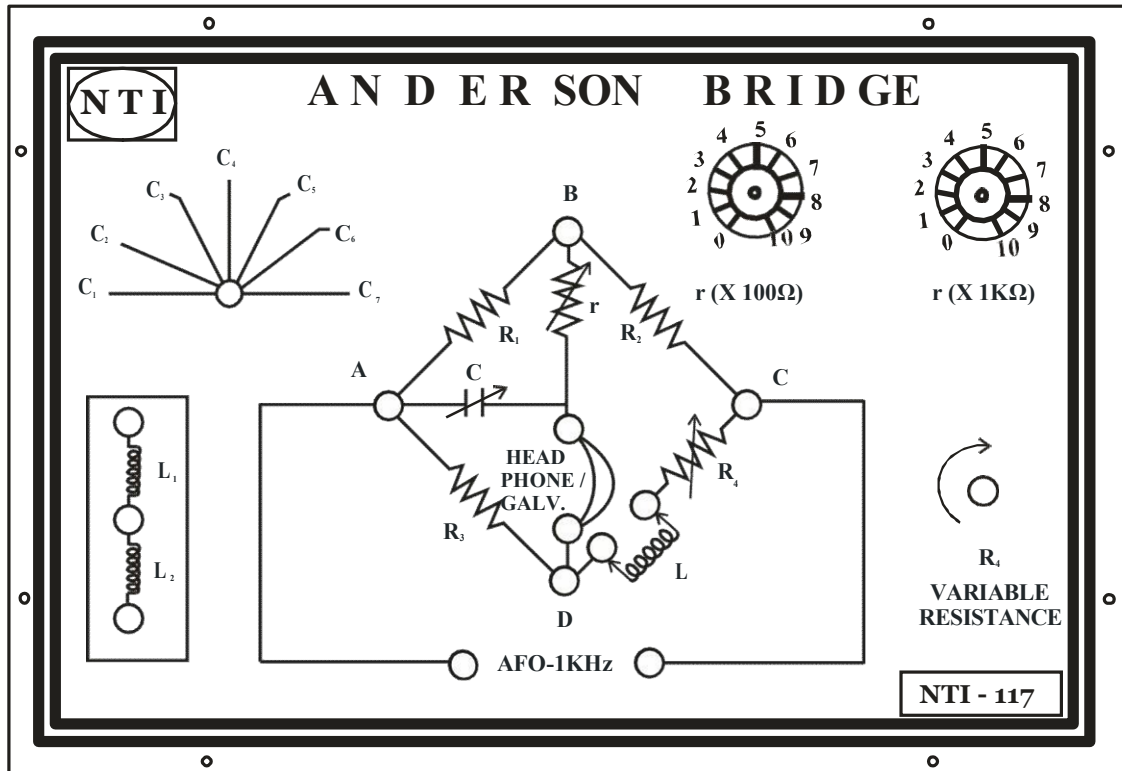 NTI
ANDERSON BRIDGE
C₁
C₂
C₃
C₄
C₅
C₆
C₇
0 1 2 3 4 5 6 7 8 9 10
r (X 100Ω)
0 1 2 3 4 5 6 7 8 9 10
r (X 1KΩ)
B
R₁
r
R₂
A
C
C
HEAD
PHONE /
GALV.
R₃
R₄
L
D
L₁
L₂
AFO-1KHz
R₄
VARIABLE
RESISTANCE
NTI - 117